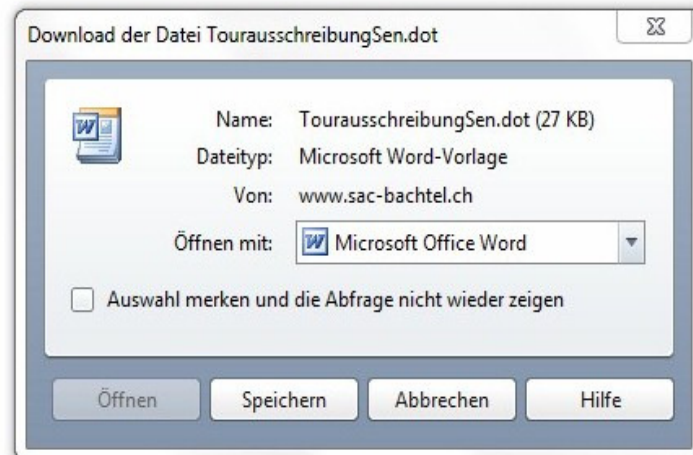 Download der Datei TourausschreibungSen.dot
Name: TourausschreibungSen.dot (27 KB)
Dateityp: Microsoft Word-Vorlage
Von: www.sac-bachtel.ch
Öffnen mit: Microsoft Office Word
Auswahl merken und die Abfrage nicht wieder zeigen
Öffnen Speichern Abbrechen Hilfe